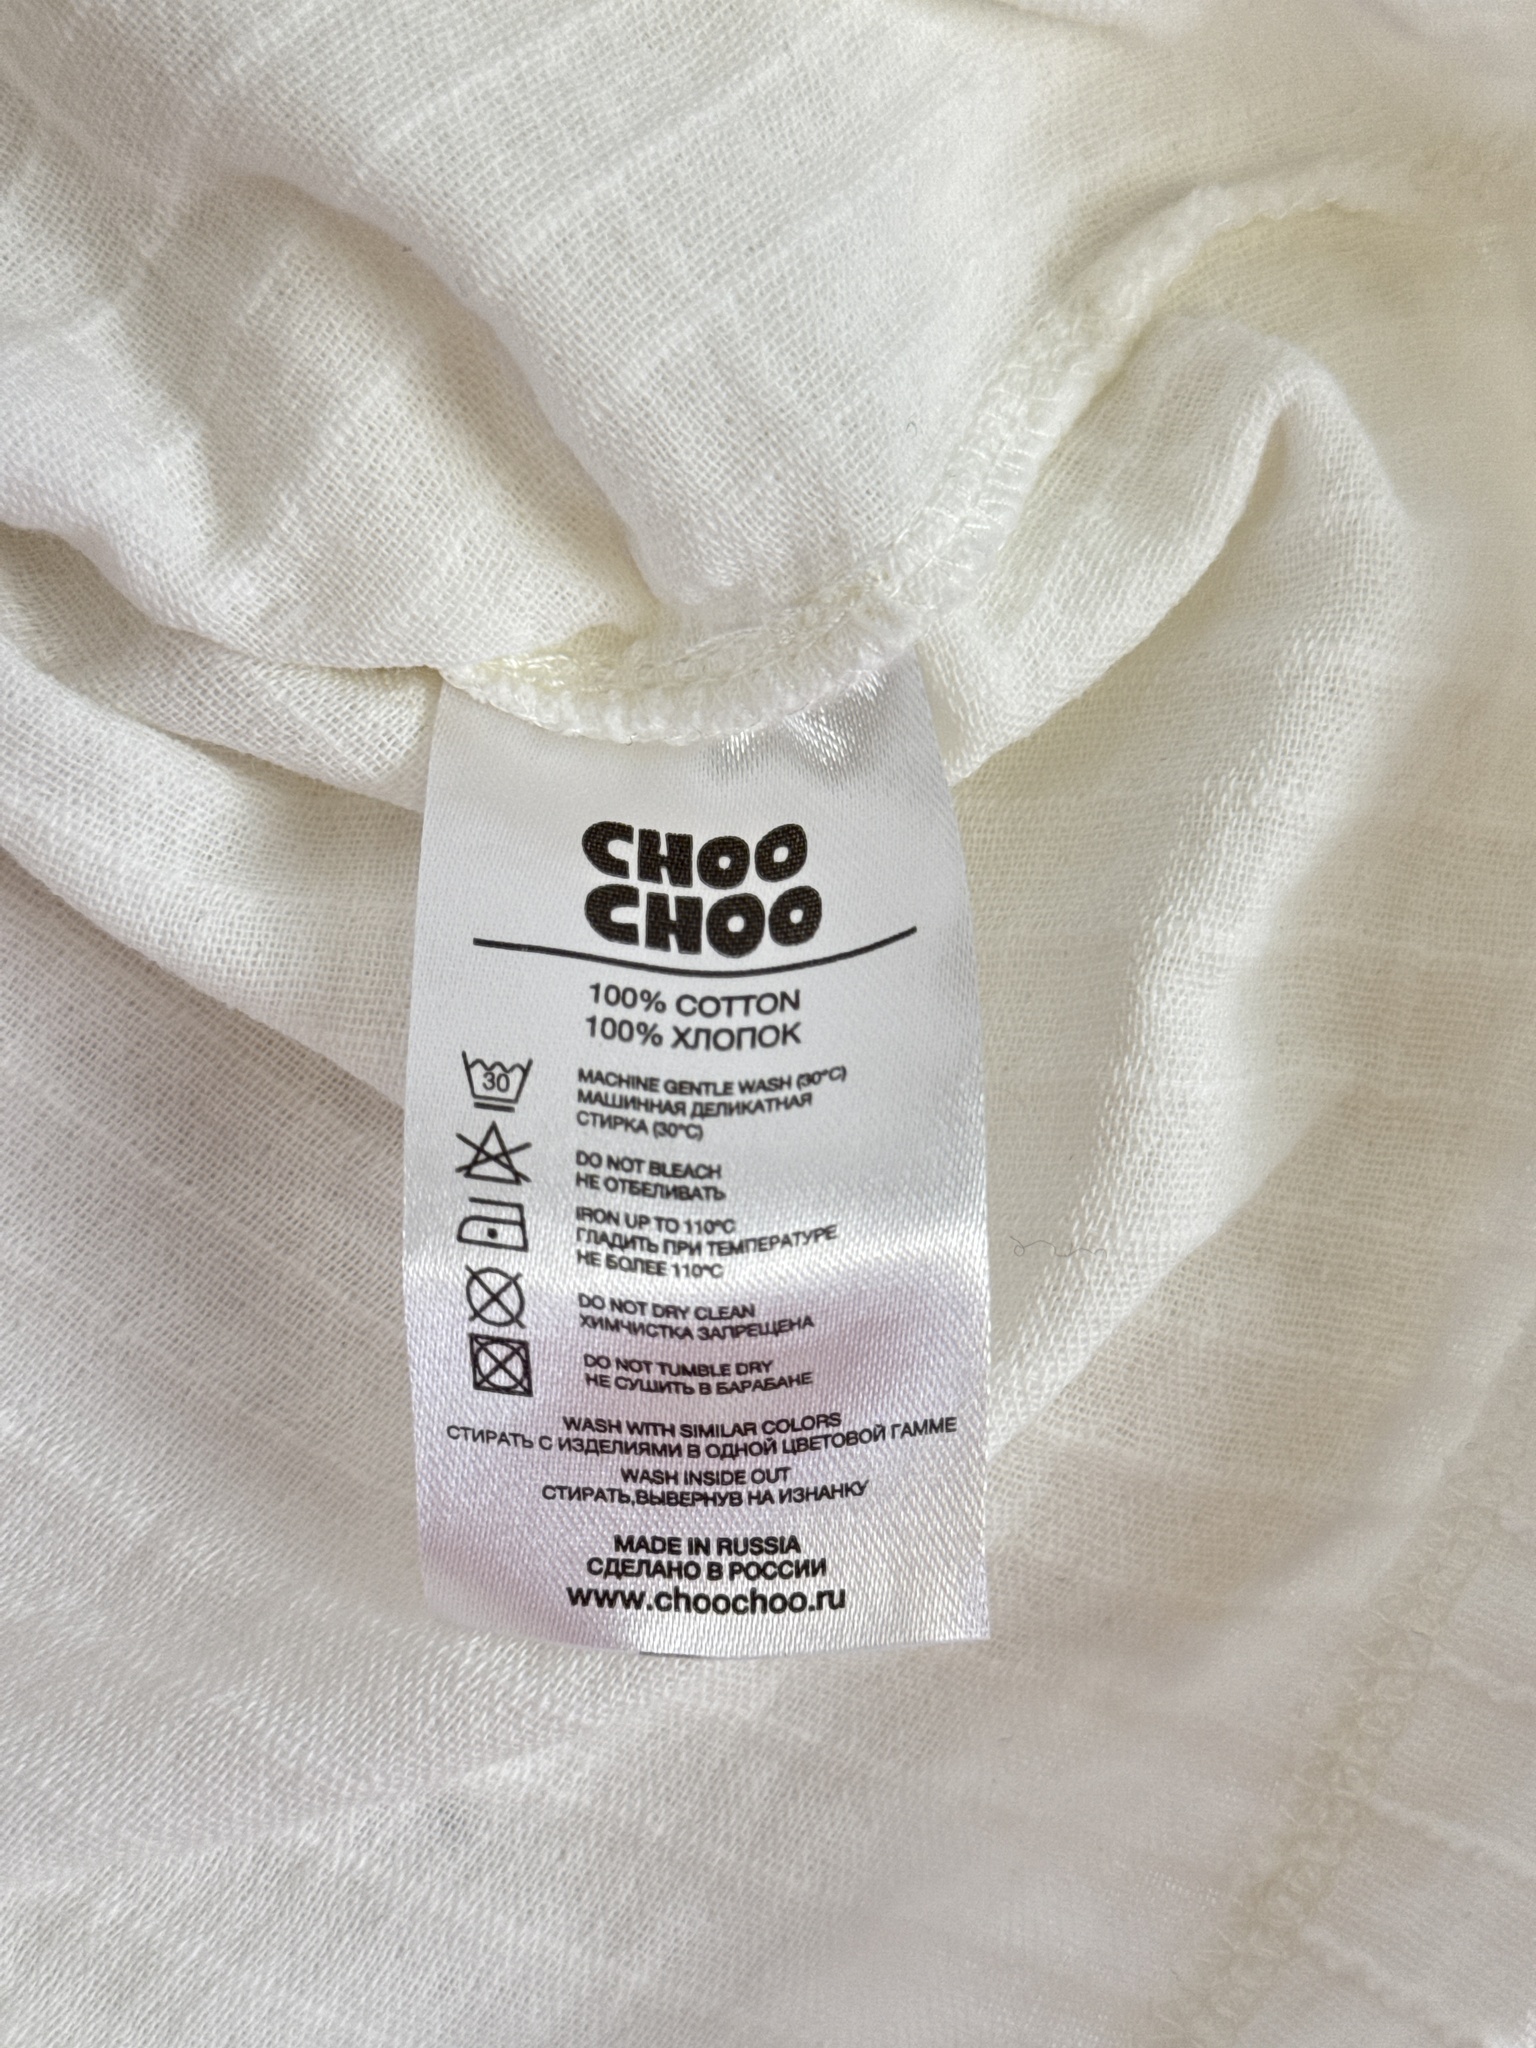 CHOO
CHOO
100% COTTON
100% ХЛОПОК
30
MACHINE GENTLE WASH (30°C)
МАШИННАЯ ДЕЛИКАТНАЯ
СТИРКА (30°C)
DO NOT BLEACH
НЕ ОТБЕЛИВАТЬ
IRON UP TO 110°C
ГЛАДИТЬ ПРИ ТЕМПЕРАТУРЕ
НЕ БОЛЕЕ 110°C
DO NOT DRY CLEAN
ХИМЧИСТКА ЗАПРЕЩЕНА
DO NOT TUMBLE DRY
НЕ СУШИТЬ В БАРАБАНЕ
WASH WITH SIMILAR COLORS
СТИРАТЬ С ИЗДЕЛИЯМИ В ОДНОЙ ЦВЕТОВОЙ ГАММЕ
WASH INSIDE OUT
СТИРАТЬ,ВЫВЕРНУВ НА ИЗНАНКУ
MADE IN RUSSIA
СДЕЛАНО В РОССИИ
www.choochoo.ru